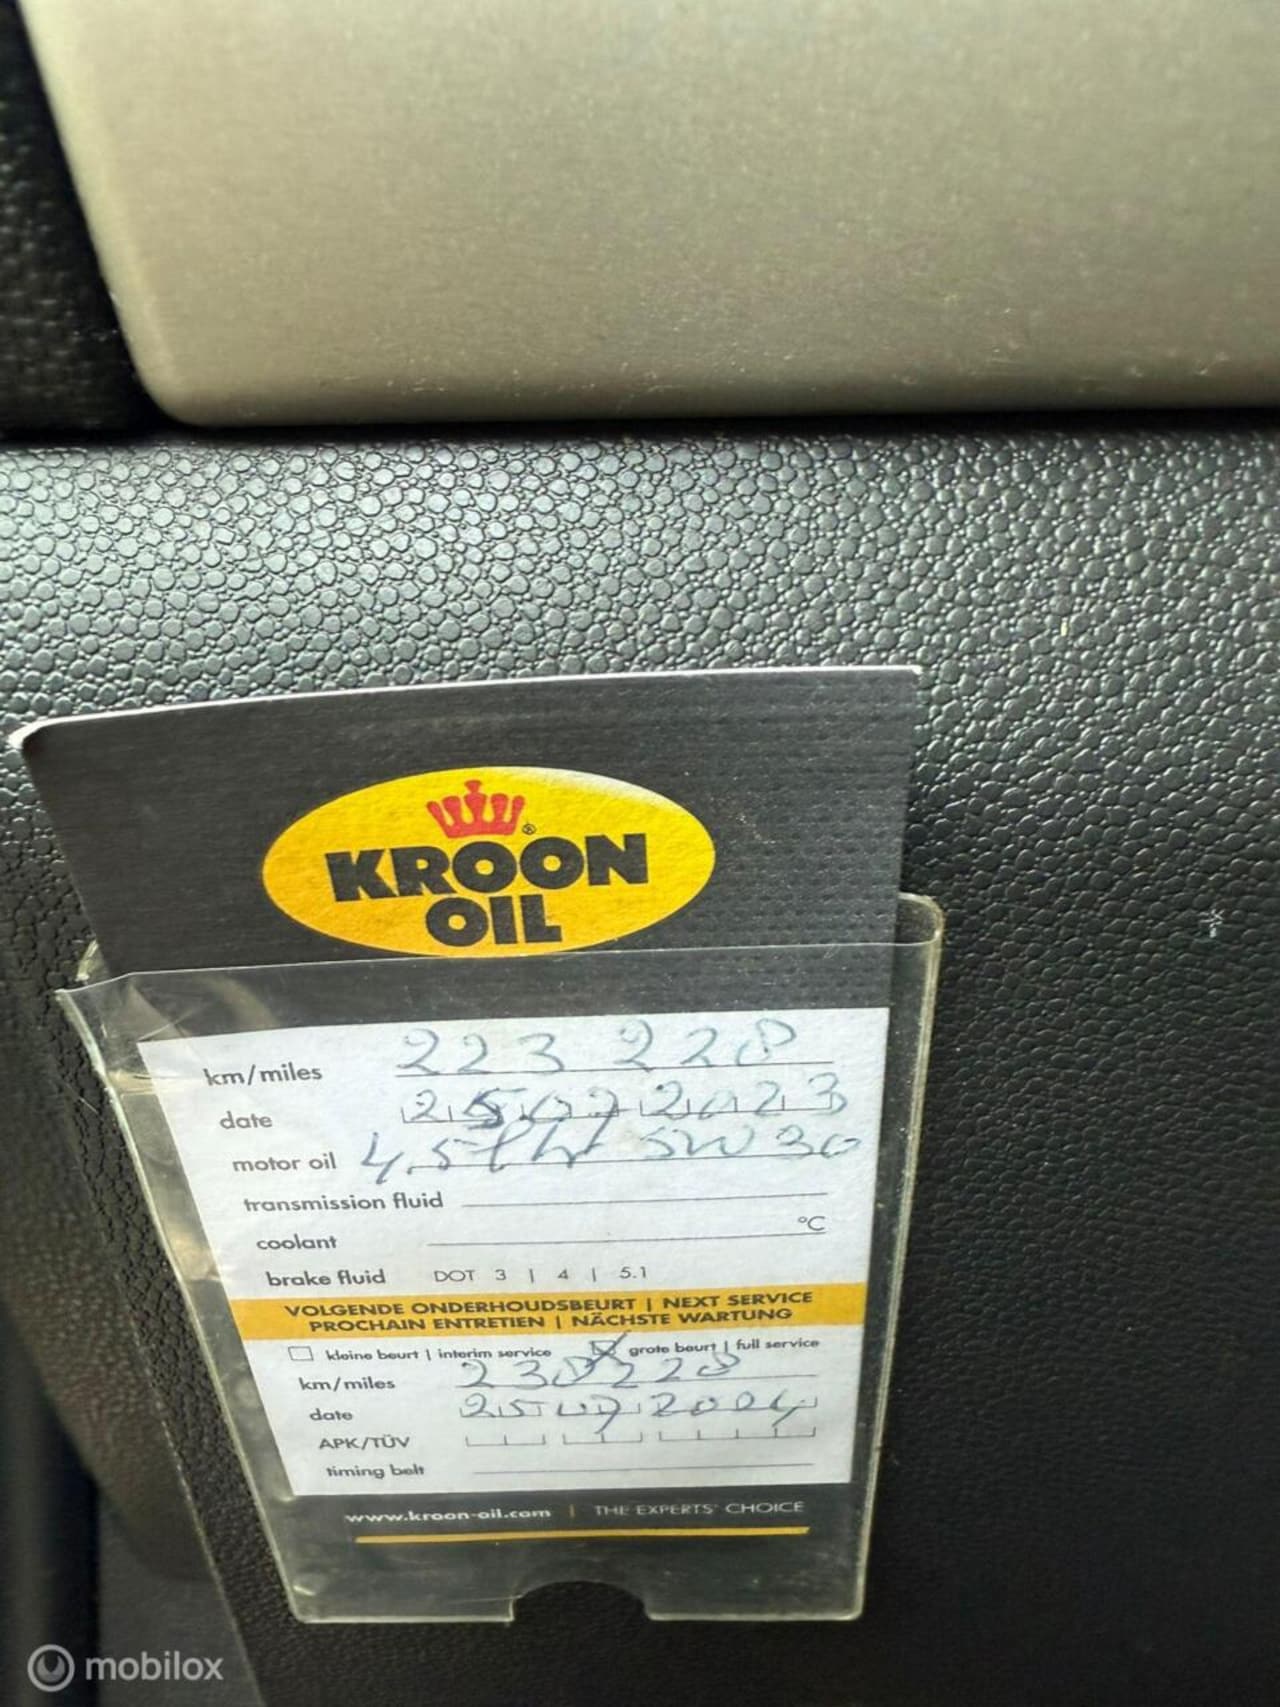 KROON
OIL
®
km/miles 223 228
date 25 07 2023
motor oil 4,5 5W30
transmission fluid
°C
coolant
brake fluid DOT 3 | 4 | 5.1
VOLGENDE ONDERHOUDSBEURT | NEXT SERVICE
PROCHAIN ENTRETIEN | NÄCHSTE WARTUNG
kleine beurt | interim service grote beurt | full service
km/miles 238228
date 25 07 2024
APK/TÜV
timing belt
www.kroon-oil.com | THE EXPERTS' CHOICE
mobilox